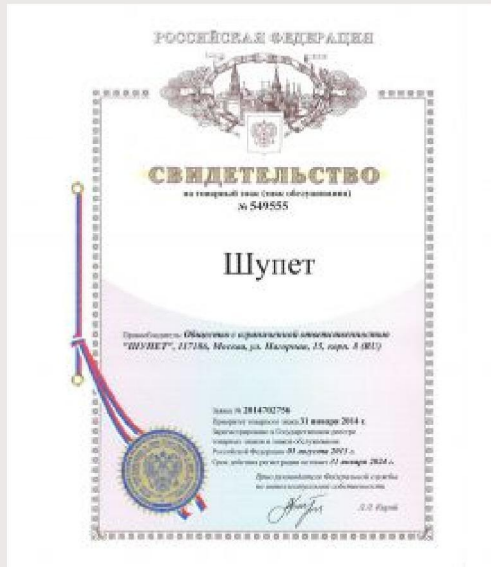 РОССИЙСКАЯ ФЕДЕРАЦИЯ
СВИДЕТЕЛЬСТВО
на товарный знак (знак обслуживания)
№ 549555
Шупет
Правообладатель: Общество с ограниченной ответственностью
"ШУПЕТ", 117186, Москва, ул. Нагорная, 15, корп. 8 (RU)
Заявка № 2014702756
Приоритет товарного знака 31 января 2014 г.
Зарегистрировано в Государственном реестре
товарных знаков и знаков обслуживания
Российской Федерации 03 августа 2015 г.
Срок действия регистрации истекает 31 января 2024 г.
Врио руководителя Федеральной службы
по интеллектуальной собственности
Л.Л. Кирий